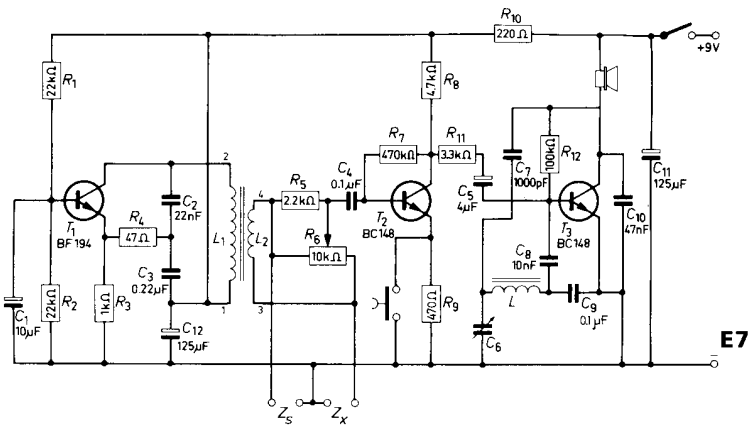 R10
220Ω
+9V
R1
22kΩ
R8
4,7kΩ
R7
470kΩ
R11
3.3kΩ
C7
1000pf
R12
100kΩ
C11
125µF
2
C4
0.1µF
C5
4µF
T1
BF 194
R4
47Ω
C2
22nF
L1
4
L2
R5
2.2kΩ
R6
10kΩ
T2
BC148
T3
BC148
C10
47nF
C8
10nF
C3
0.22µF
C1
10µF
22kΩ
R2
1kΩ
R3
1
3
C12
125µF
470Ω
R9
L
C9
0.1µF
C6
E7
–
ZS
ZX